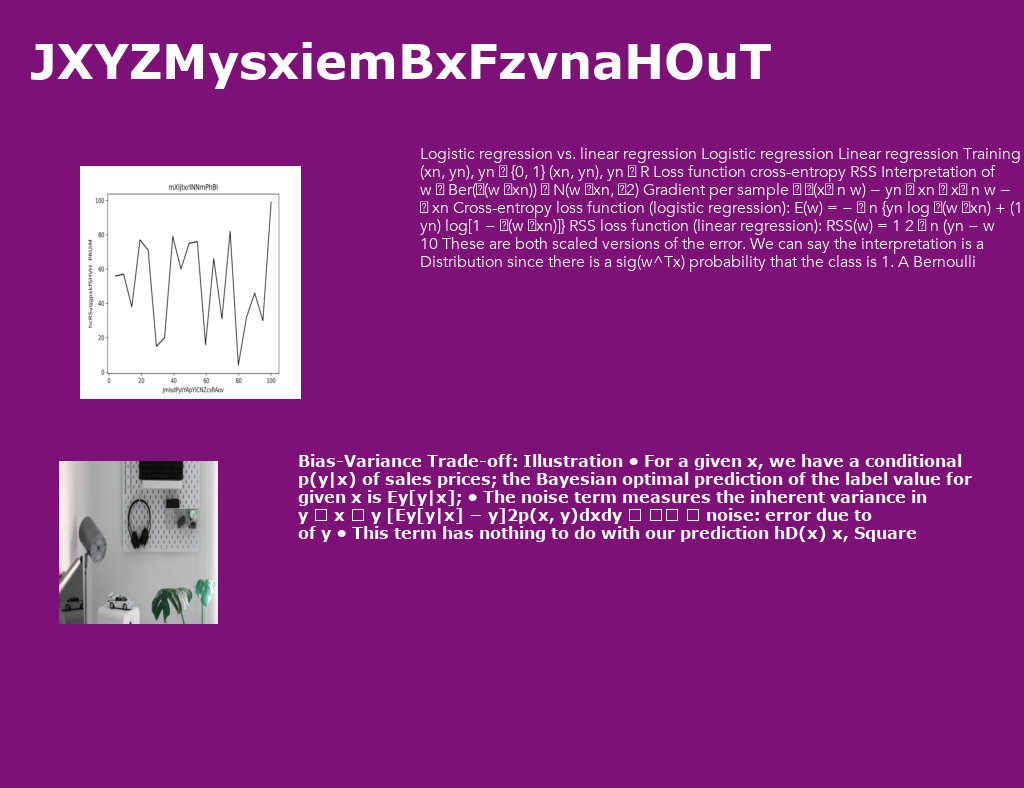 JXYZMysxiemBxFzvnaHOuT
Logistic regression vs. linear regression Logistic regression Linear regression Training
(xn, yn), yn {0, 1} (xn, yn), yn R Loss function cross-entropy RSS Interpretation of
w Ber( (w xn)) N(w xn, 2) Gradient per sample (x n w) − yn xn x n w −
xn Cross-entropy loss function (logistic regression): E(w) = − n {yn log (w xn) + (1
yn) log[1 − (w xn)]} RSS loss function (linear regression): RSS(w) = 1 2 n (yn − w
10 These are both scaled versions of the error. We can say the interpretation is a
Distribution since there is a sig(w^Tx) probability that the class is 1. A Bernoulli
100
80
60
40
20
0
0 20 40 60 80 100
Bias-Variance Trade-off: Illustration • For a given x, we have a conditional
p(y|x) of sales prices; the Bayesian optimal prediction of the label value for
given x is Ey[y|x]; • The noise term measures the inherent variance in
y x y [Ey[y|x] − y]2p(x, y)dxdy noise: error due to
of y • This term has nothing to do with our prediction hD(x) x, Square